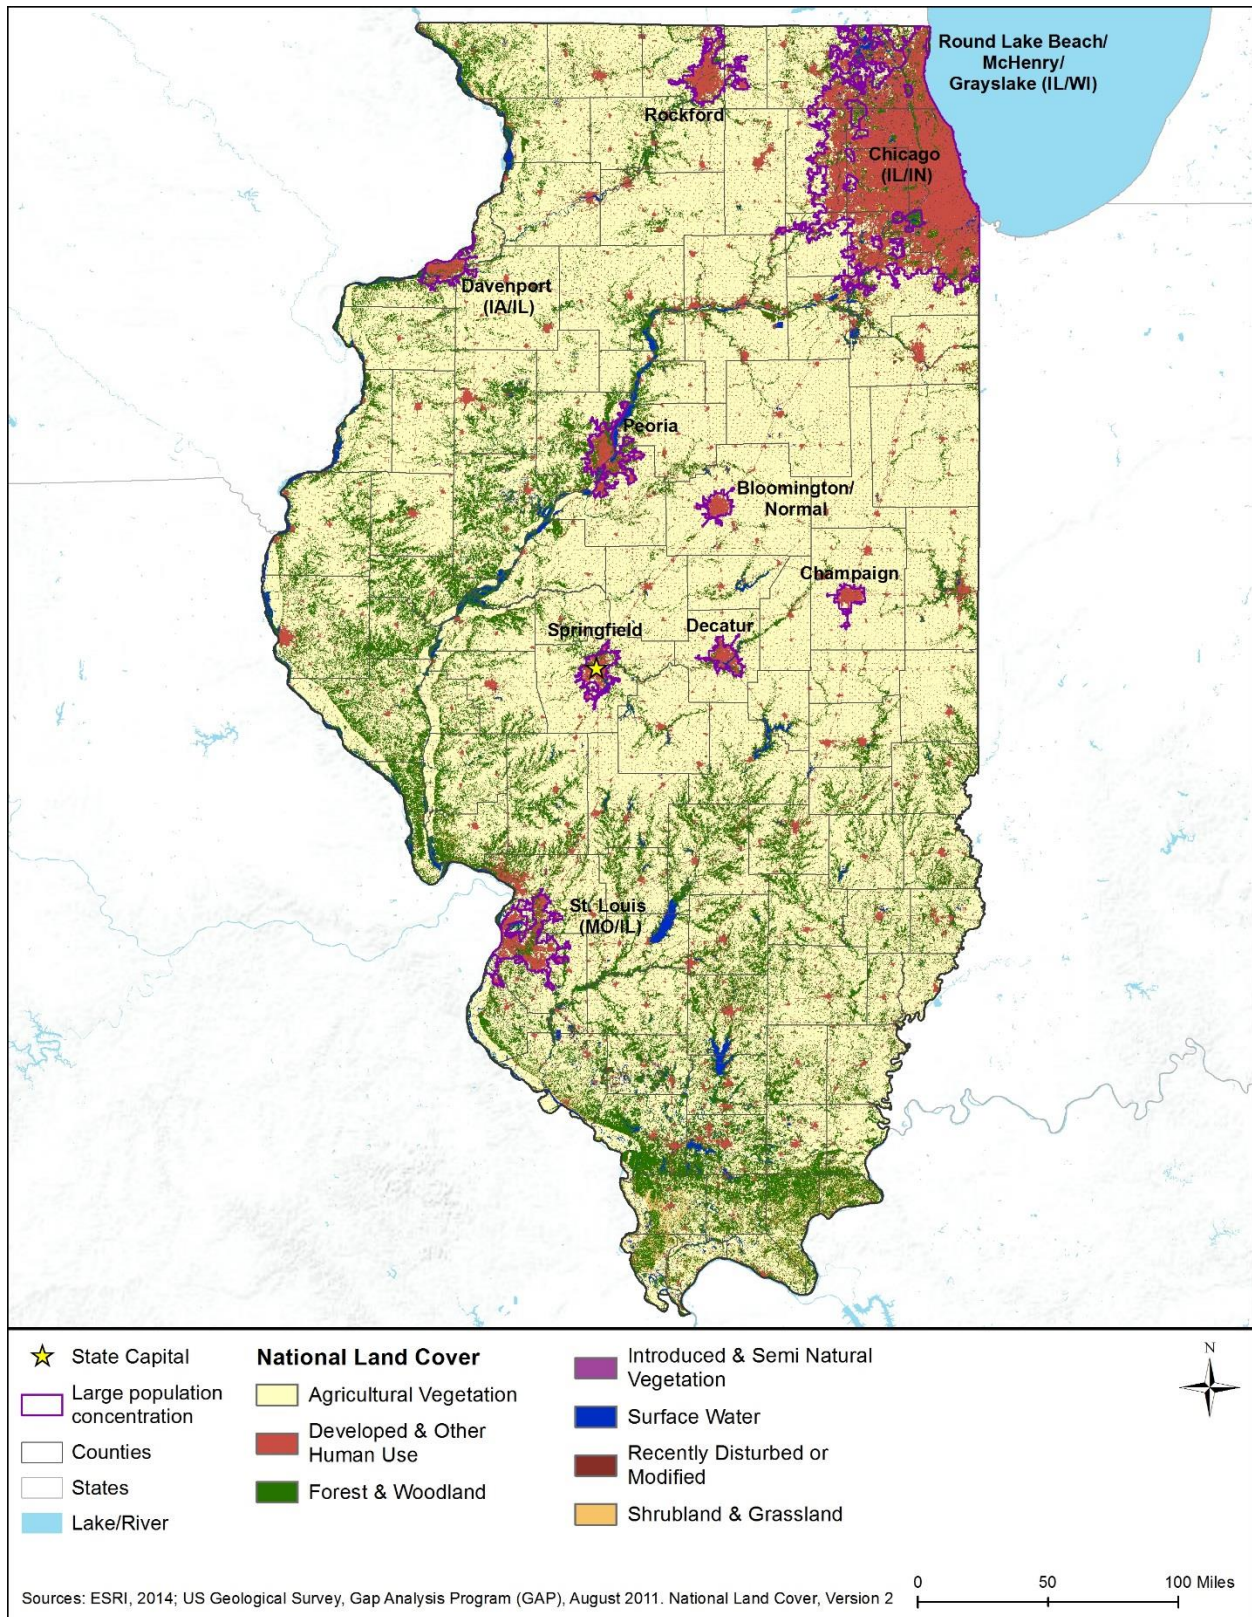 Round Lake Beach/
McHenry/
Grayslake (IL/WI)
Rockford
Chicago
(IL/IN)
Davenport
(IA/IL)
Peoria
Bloomington/
Normal
Champaign
Springfield
Decatur
St. Louis
(MO/IL)
State Capital
Large population
concentration
Counties
States
Lake/River
National Land Cover
Agricultural Vegetation
Developed & Other
Human Use
Forest & Woodland
Introduced & Semi Natural
Vegetation
Surface Water
Recently Disturbed or
Modified
Shrubland & Grassland
N
0 50 100 Miles
Sources: ESRI, 2014; US Geological Survey, Gap Analysis Program (GAP), August 2011. National Land Cover, Version 2